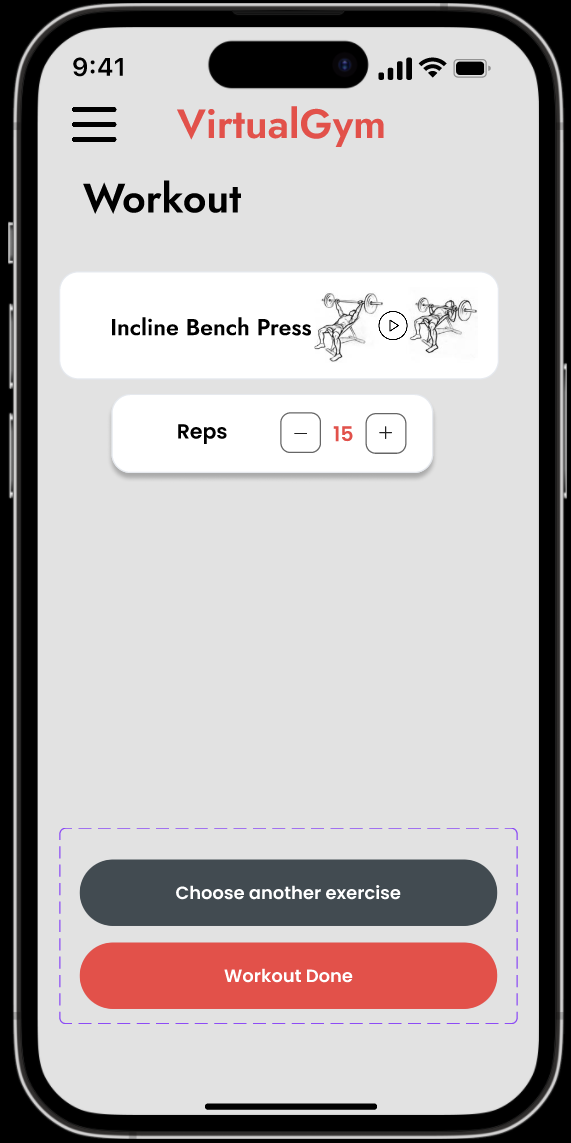 9:41
VirtualGym
Workout
Incline Bench Press
Reps
15
Choose another exercise
Workout Done